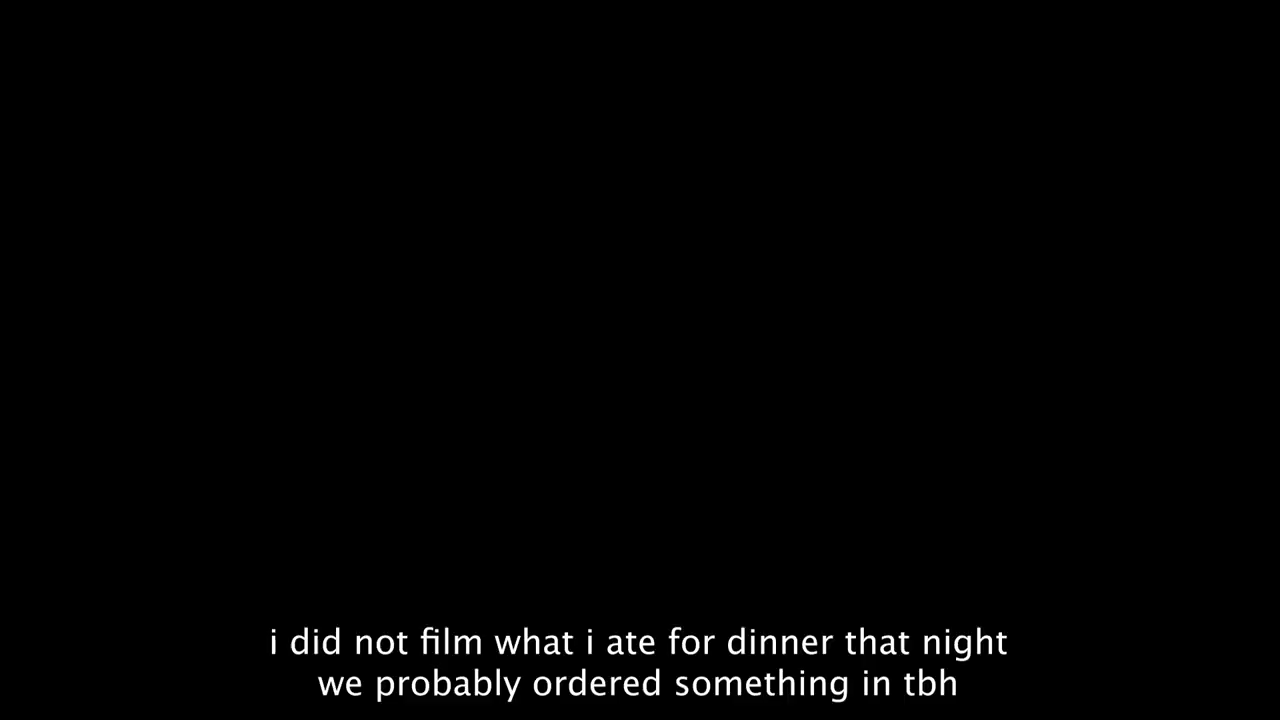 i did not film what i ate for dinner that night
we probably ordered something in tbh